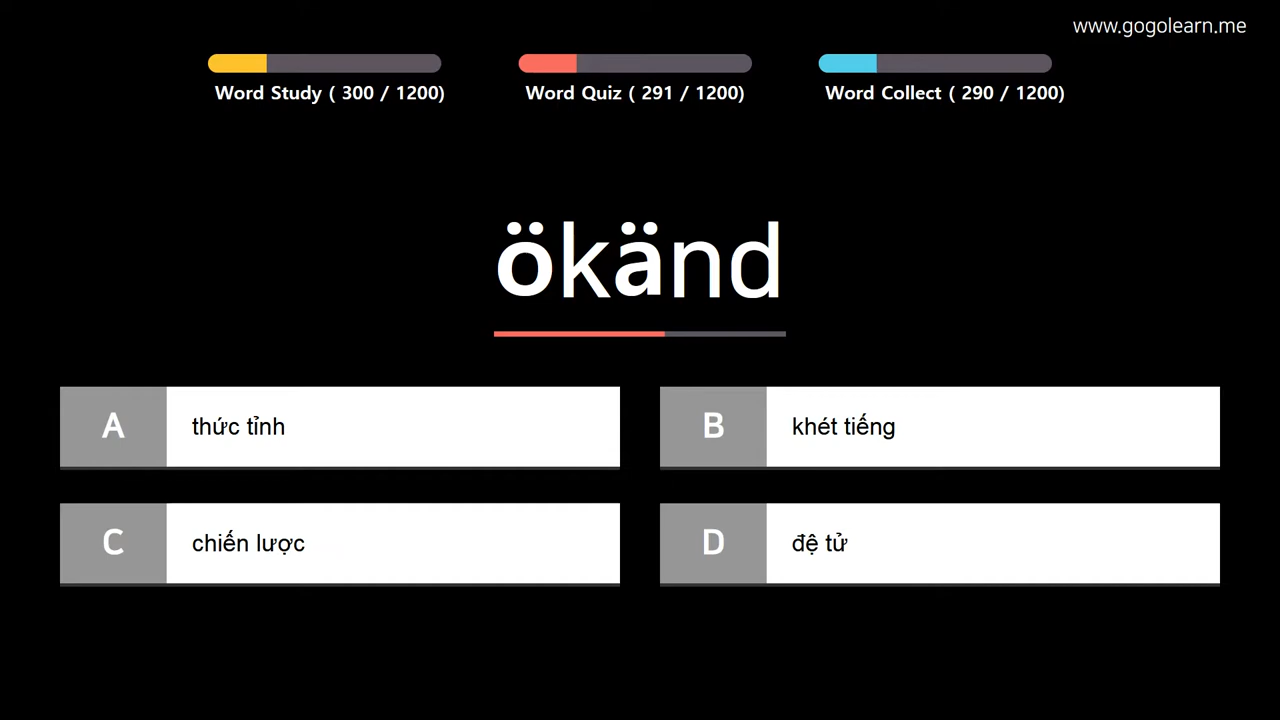 www.gogolearn.me
Word Study ( 300 / 1200)
Word Quiz ( 291 / 1200)
Word Collect ( 290 / 1200)
ökänd
A
thức tỉnh
B
khét tiếng
C
chiến lược
D
đệ tử